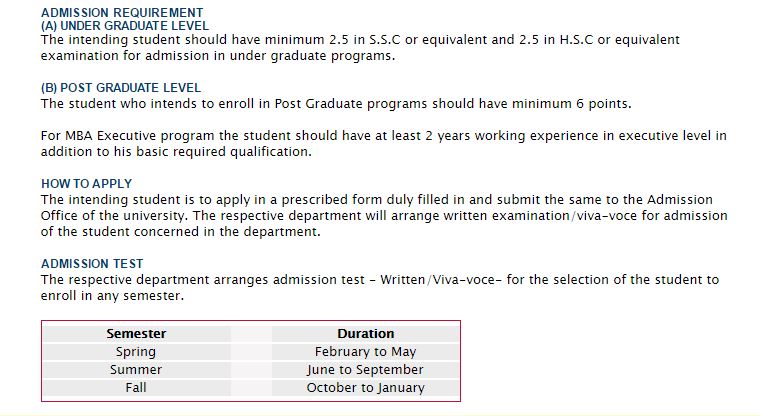 ADMISSION REQUIREMENT
(A) UNDER GRADUATE LEVEL
The intending student should have minimum 2.5 in S.S.C or equivalent and 2.5 in H.S.C or equivalent
examination for admission in under graduate programs.
(B) POST GRADUATE LEVEL
The student who intends to enroll in Post Graduate programs should have minimum 6 points.
For MBA Executive program the student should have at least 2 years working experience in executive level in
addition to his basic required qualification.
HOW TO APPLY
The intending student is to apply in a prescribed form duly filled in and submit the same to the Admission
Office of the university. The respective department will arrange written examination/viva-voce for admission
of the student concerned in the department.
ADMISSION TEST
The respective department arranges admission test - Written/Viva-voce- for the selection of the student to
enroll in any semester.
Semester Duration
Spring February to May
Summer June to September
Fall October to January